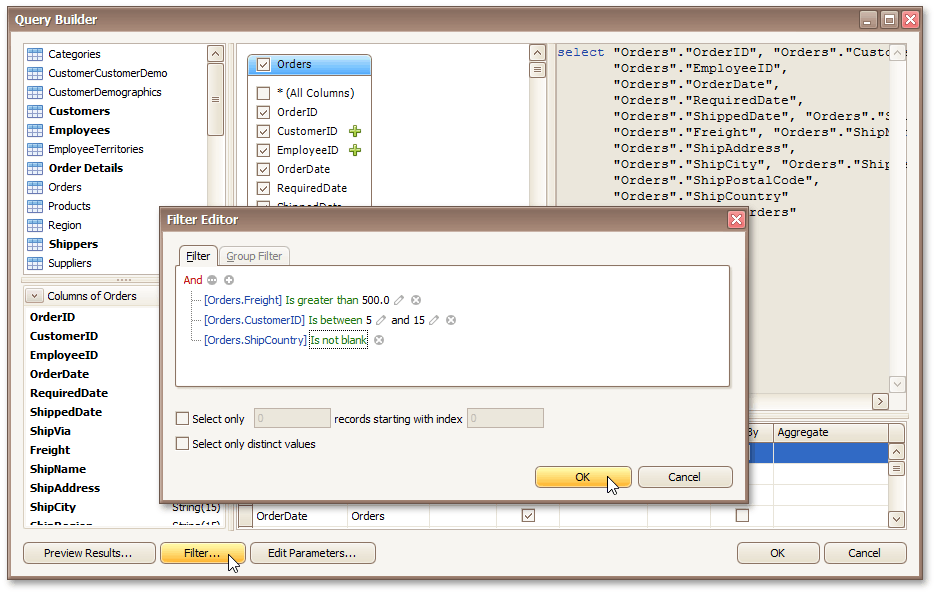 Query Builder
Categories
CustomerCustomerDemo
CustomerDemographics
Customers
Employees
EmployeeTerritories
Order Details
Orders
Products
Region
Shippers
Suppliers
Columns of Orders
OrderID
CustomerID
EmployeeID
OrderDate
RequiredDate
ShippedDate
ShipVia
Freight
ShipName
ShipAddress
ShipCity String(15)
ShipRegion String(15)
Orders
* (All Columns)
OrderID
CustomerID
EmployeeID
OrderDate
RequiredDate
ShippedDate
select "Orders"."OrderID", "Orders"."Custo
"Orders"."EmployeeID",
"Orders"."OrderDate",
"Orders"."RequiredDate",
"Orders"."ShippedDate", "Orders"."S
"Orders"."Freight", "Orders"."ShipN
"Orders"."ShipAddress",
"Orders"."ShipCity", "Orders"."Ship
"Orders"."ShipPostalCode",
"Orders"."ShipCountry"
rders"
Filter Editor
Filter Group Filter
And
[Orders.Freight] Is greater than 500.0
[Orders.CustomerID] Is between 5 and 15
[Orders.ShipCountry] Is not blank
Select only 0 records starting with index 0
Select only distinct values
OK Cancel
By Aggregate
OrderDate Orders
Preview Results... Filter... Edit Parameters... OK Cancel